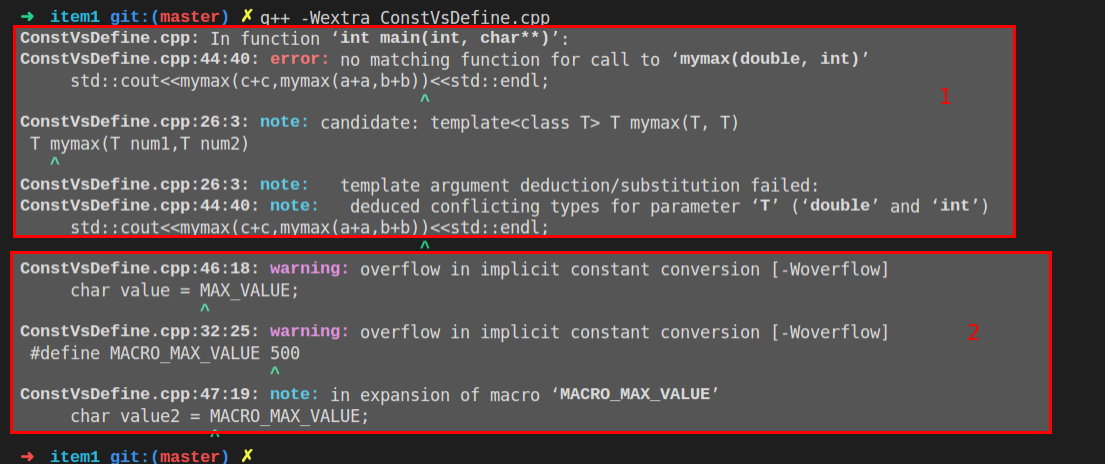 ➜ item1 git:(master) ✗ g++ -Wextra ConstVsDefine.cpp
ConstVsDefine.cpp: In function ‘int main(int, char**)’:
ConstVsDefine.cpp:44:40: error: no matching function for call to ‘mymax(double, int)’
     std::cout<<mymax(c+c,mymax(a+a,b+b))<<std::endl;
^
1
ConstVsDefine.cpp:26:3: note: candidate: template<class T> T mymax(T, T)
 T mymax(T num1,T num2)
^
ConstVsDefine.cpp:26:3: note:   template argument deduction/substitution failed:
ConstVsDefine.cpp:44:40: note:   deduced conflicting types for parameter ‘T’ (‘double’ and ‘int’)
     std::cout<<mymax(c+c,mymax(a+a,b+b))<<std::endl;
^
ConstVsDefine.cpp:46:18: warning: overflow in implicit constant conversion [-Woverflow]
     char value = MAX_VALUE;
^
ConstVsDefine.cpp:32:25: warning: overflow in implicit constant conversion [-Woverflow]
2
 #define MACRO_MAX_VALUE 500
^
ConstVsDefine.cpp:47:19: note: in expansion of macro ‘MACRO_MAX_VALUE’
     char value2 = MACRO_MAX_VALUE;
^
➜ item1 git:(master) ✗